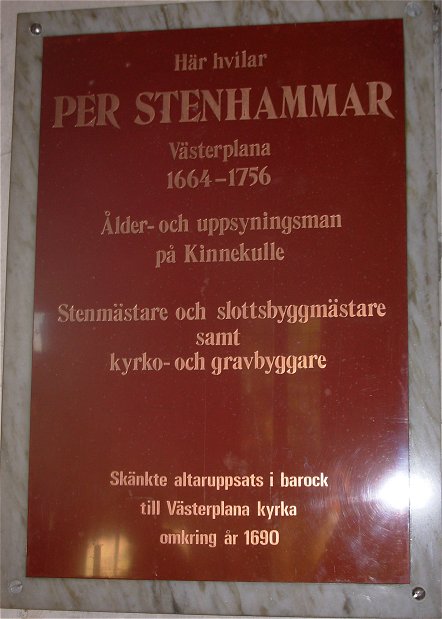 Här hvilar
PER STENHAMMAR
Västerplana
1664-1756
Ålder- och uppsyningsman
på Kinnekulle
Stenmästare och slottsbyggmästare
samt
kyrko- och gravbyggare
Skänkte altaruppsats i barock
till Västerplana kyrka
omkring år 1690